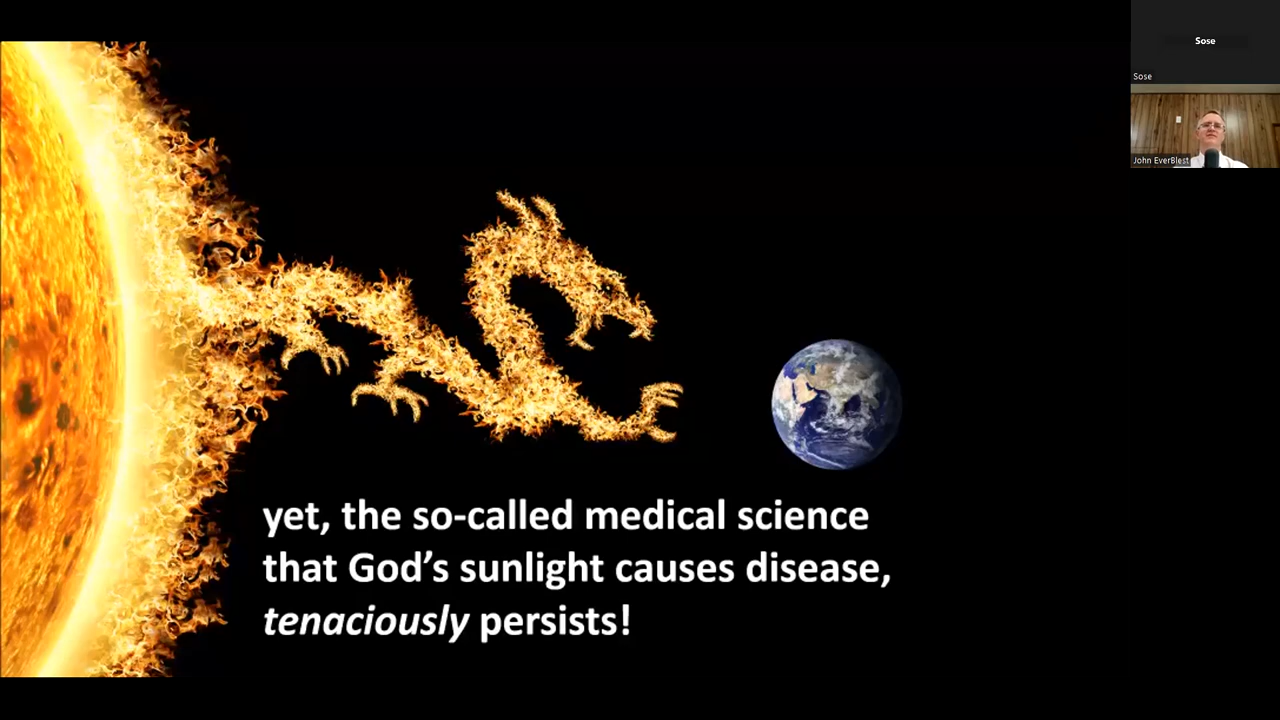 Sose
Sose
John EverBlest
yet, the so-called medical science
that God’s sunlight causes disease,
tenaciously persists!